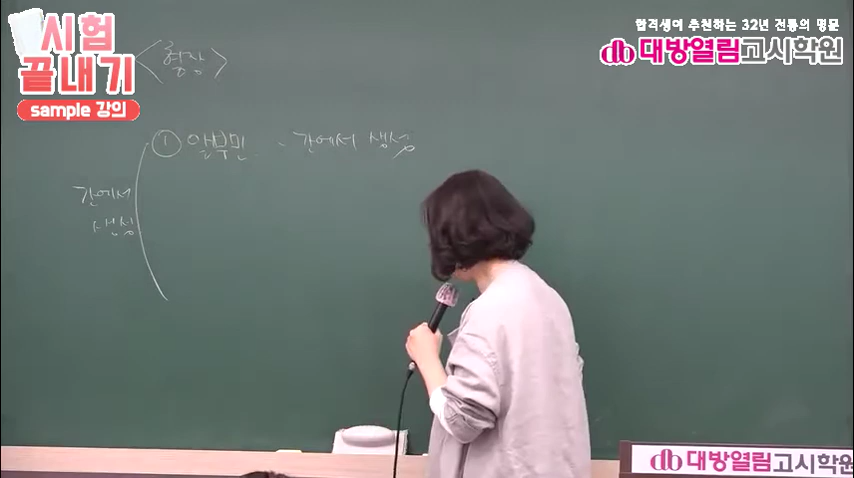 시험
끝내기
sample 강의
합격생이 추천하는 32년 전통의 명문
db 대방열림고시학원
<혈장>
① 알부민 - 간에서 생성
간에서
생성
db 대방열림고시학원